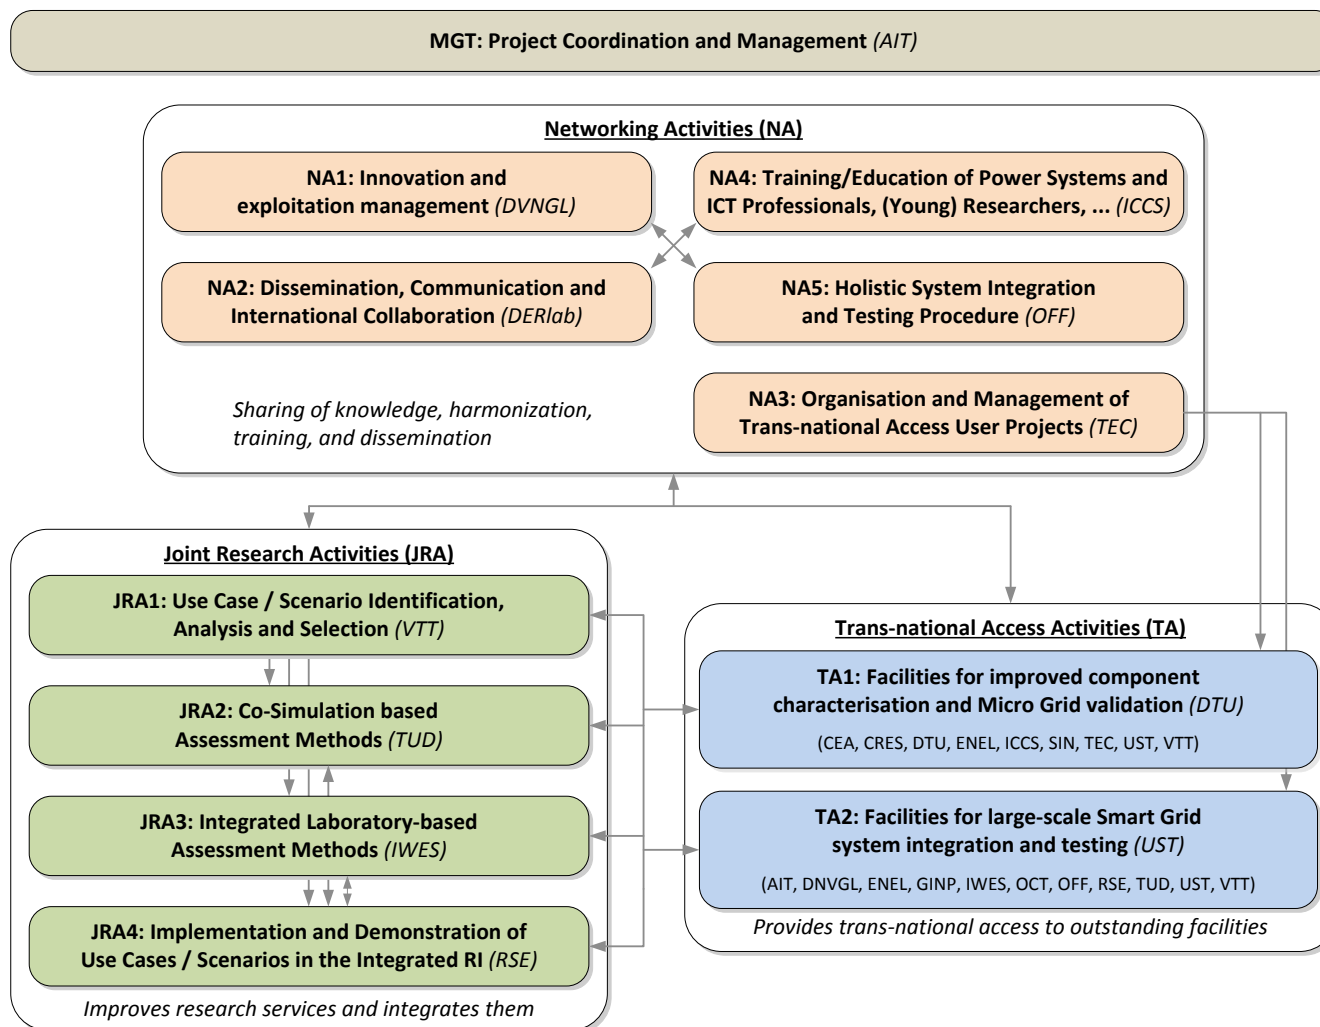 MGT: Project Coordination and Management (AIT)
Networking Activities (NA)
NA1: Innovation and
exploitation management (DVNGL)
NA4: Training/Education of Power Systems and
ICT Professionals, (Young) Researchers, ... (ICCS)
NA2: Dissemination, Communication and
International Collaboration (DERlab)
NA5: Holistic System Integration
and Testing Procedure (OFF)
Sharing of knowledge, harmonization,
training, and dissemination
NA3: Organisation and Management of
Trans-national Access User Projects (TEC)
Joint Research Activities (JRA)
JRA1: Use Case / Scenario Identification,
Analysis and Selection (VTT)
JRA2: Co-Simulation based
Assessment Methods (TUD)
JRA3: Integrated Laboratory-based
Assessment Methods (IWES)
JRA4: Implementation and Demonstration of
Use Cases / Scenarios in the Integrated RI (RSE)
Improves research services and integrates them
Trans-national Access Activities (TA)
TA1: Facilities for improved component
characterisation and Micro Grid validation (DTU)
(CEA, CRES, DTU, ENEL, ICCS, SIN, TEC, UST, VTT)
TA2: Facilities for large-scale Smart Grid
system integration and testing (UST)
(AIT, DNVGL, ENEL, GINP, IWES, OCT, OFF, RSE, TUD, UST, VTT)
Provides trans-national access to outstanding facilities